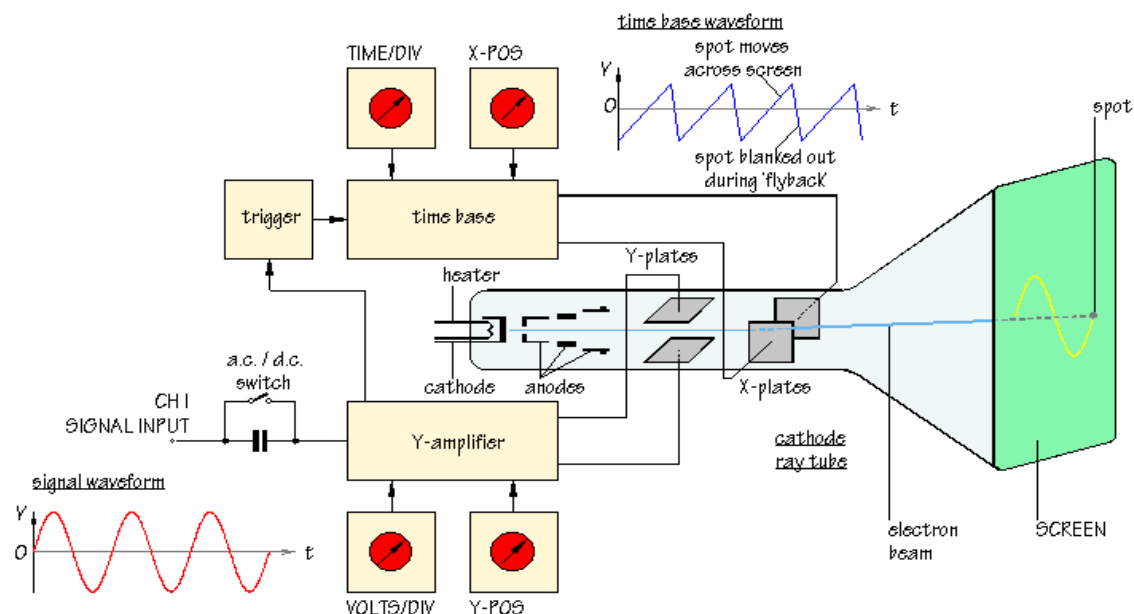 time base waveform
TIME/DIV
X-POS
spot moves
across screen
Y
O
t
spot
spot blanked out
during 'flyback'
trigger
time base
Y-plates
heater
cathode
anodes
X-plates
a.c. / d.c.
switch
CH I
SIGNAL INPUT
Y-amplifier
cathode
ray tube
signal waveform
Y
O
t
electron
beam
SCREEN
VOLTS/DIV
Y-POS